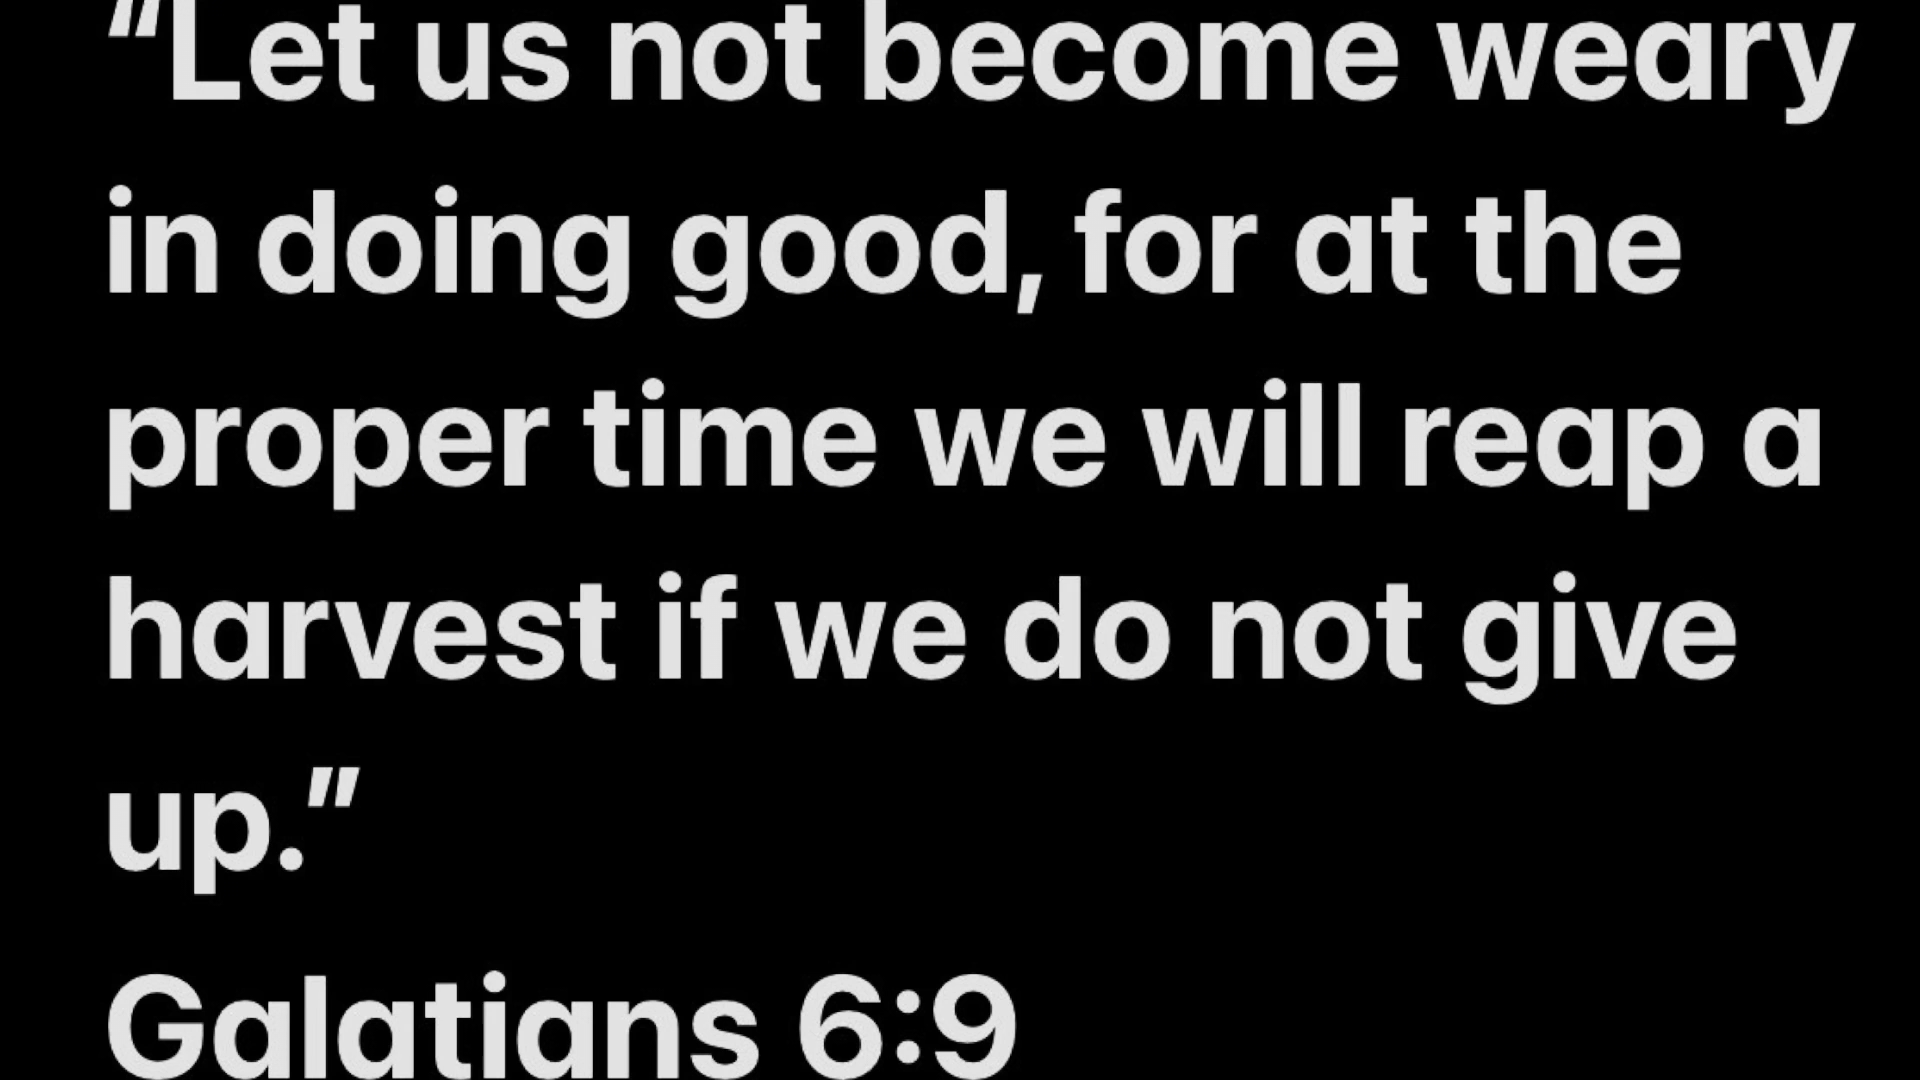 “Let us not become weary
in doing good, for at the
proper time we will reap a
harvest if we do not give
up.”
Galatians 6:9